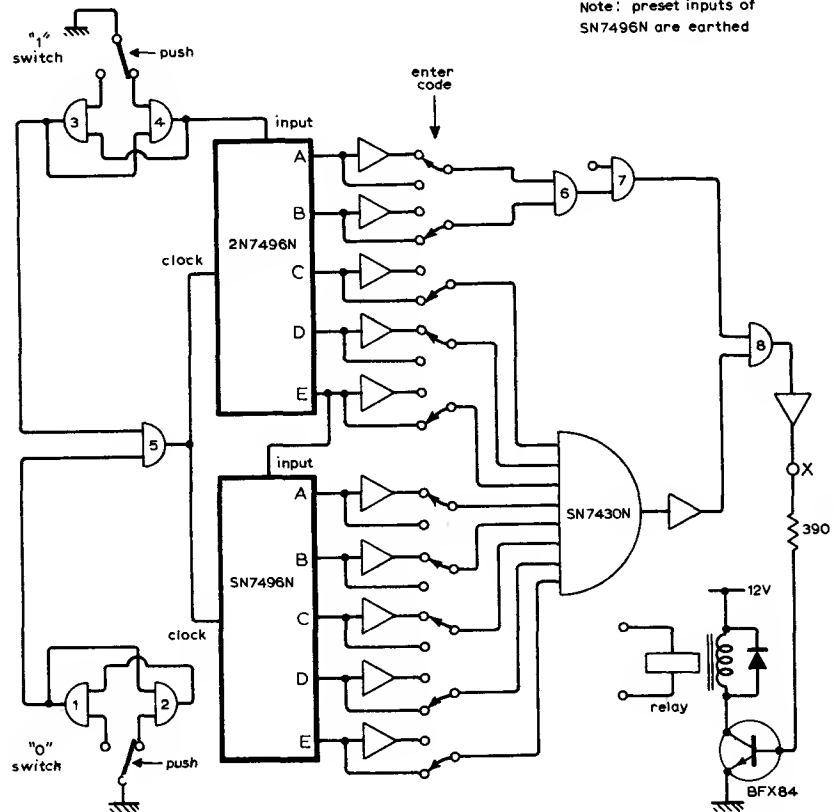 Note: preset inputs of
SN7496N are earthed
"1"
switch
push
enter
code
3
4
input
A
B
C
D
E
2N7496N
clock
6
7
8
5
input
A
B
C
D
E
SN7496N
clock
SN7430N
X
390
12V
relay
BFX84
1
2
"0"
switch
push